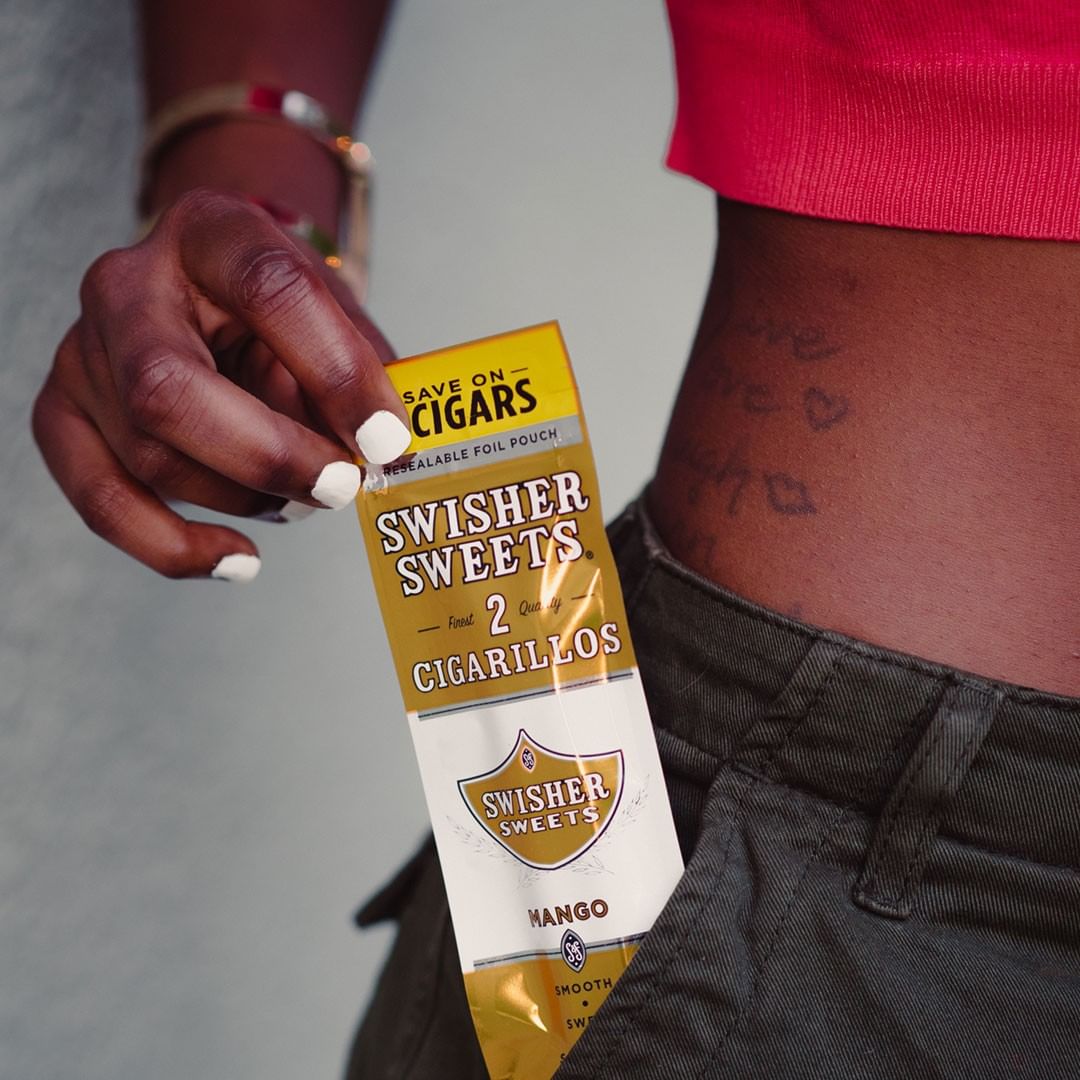 SAVE ON
CIGARS
RESEALABLE FOIL POUCH
SWISHER
SWEETS®
Finest 2 Quality
CIGARILLOS
SWISHER
SWEETS
MANGO
SMOOTH